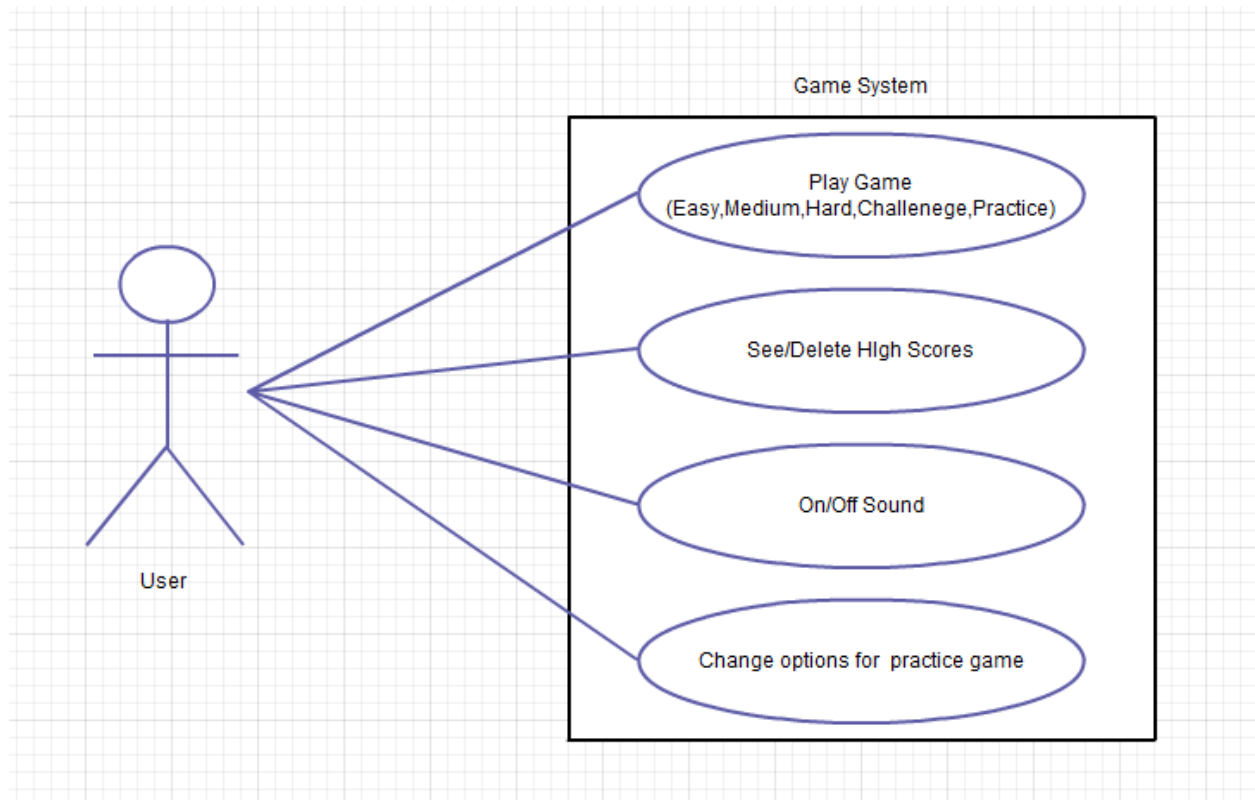 Game System
Play Game
(Easy,Medium,Hard,Challenege,Practice)
See/Delete HIgh Scores
On/Off Sound
User
Change options for  practice game